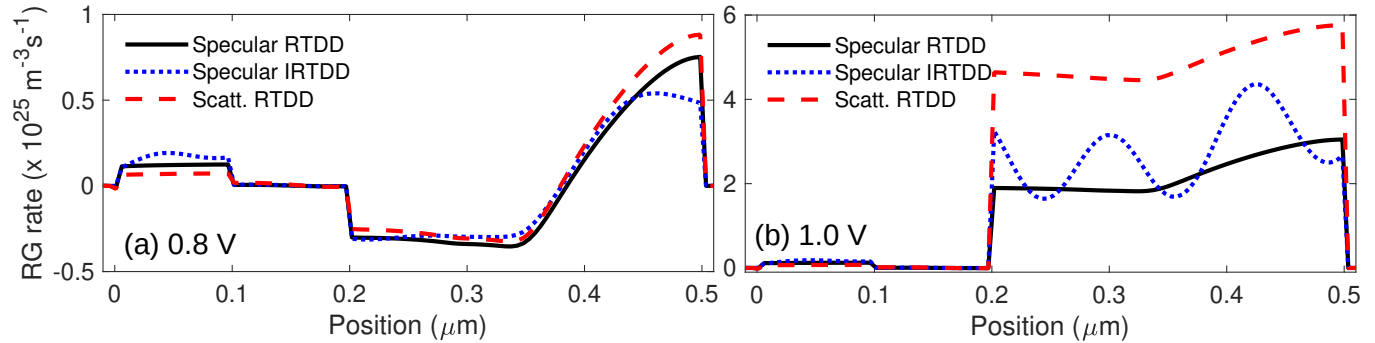 RG rate (x 10²⁵ m⁻³s⁻¹)
1
0.5
0
-0.5
Specular RTDD
Specular IRTDD
Scatt. RTDD
(a) 0.8 V
0 0.1 0.2 0.3 0.4 0.5
Position (μm)
6
4
2
0
Specular RTDD
Specular IRTDD
Scatt. RTDD
(b) 1.0 V
0 0.1 0.2 0.3 0.4 0.5
Position (μm)